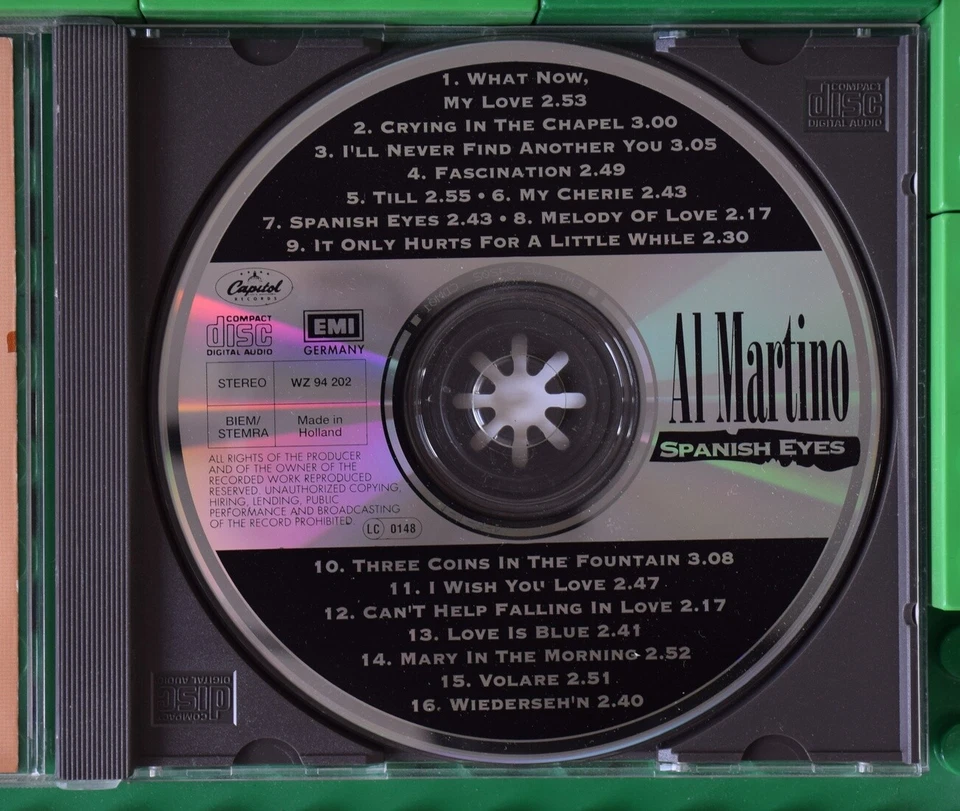 1. What Now,
My Love 2.53
2. Crying In The Chapel 3.00
3. I'll Never Find Another You 3.05
4. Fascination 2.49
5. Till 2.55 • 6. My Cherie 2.43
7. Spanish Eyes 2.43 • 8. Melody Of Love 2.17
9. It Only Hurts For A Little While 2.30
COMPACT
disc
DIGITAL AUDIO
Capitol
RECORDS
COMPACT
disc
DIGITAL AUDIO
EMI
GERMANY
STEREO WZ 94 202
BIEM/
STEMRA
Made in
Holland
ALL RIGHTS OF THE PRODUCER
AND OF THE OWNER OF THE
RECORDED WORK REPRODUCED
RESERVED. UNAUTHORIZED COPYING,
HIRING, LENDING, PUBLIC
PERFORMANCE AND BROADCASTING
OF THE RECORD PROHIBITED.
LC 0148
Al Martino
Spanish Eyes
10. Three Coins In The Fountain 3.08
11. I Wish You Love 2.47
12. Can't Help Falling In Love 2.17
13. Love Is Blue 2.41
14. Mary In The Morning 2.52
15. Volare 2.51
16. Wiederseh'n 2.40
COMPACT
disc
DIGITAL AUDIO